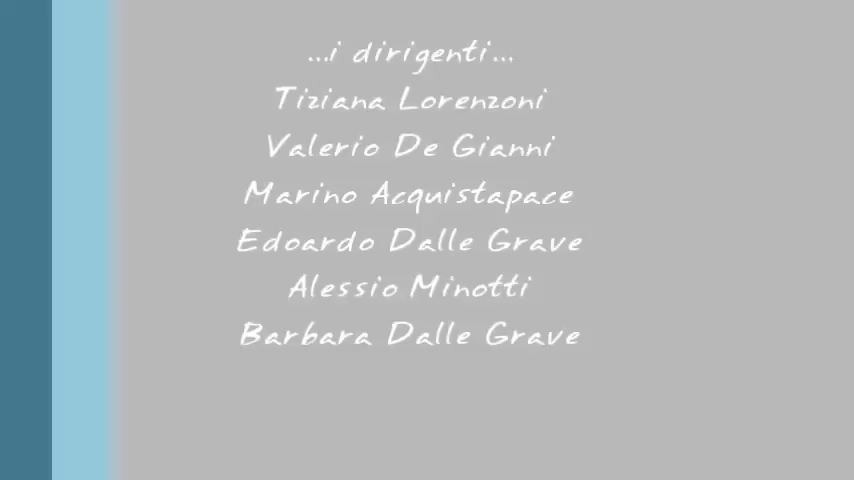 ...i dirigenti...
Tiziana Lorenzoni
Valerio De Gianni
Marino Acquistapace
Edoardo Dalle Grave
Alessio Minotti
Barbara Dalle Grave